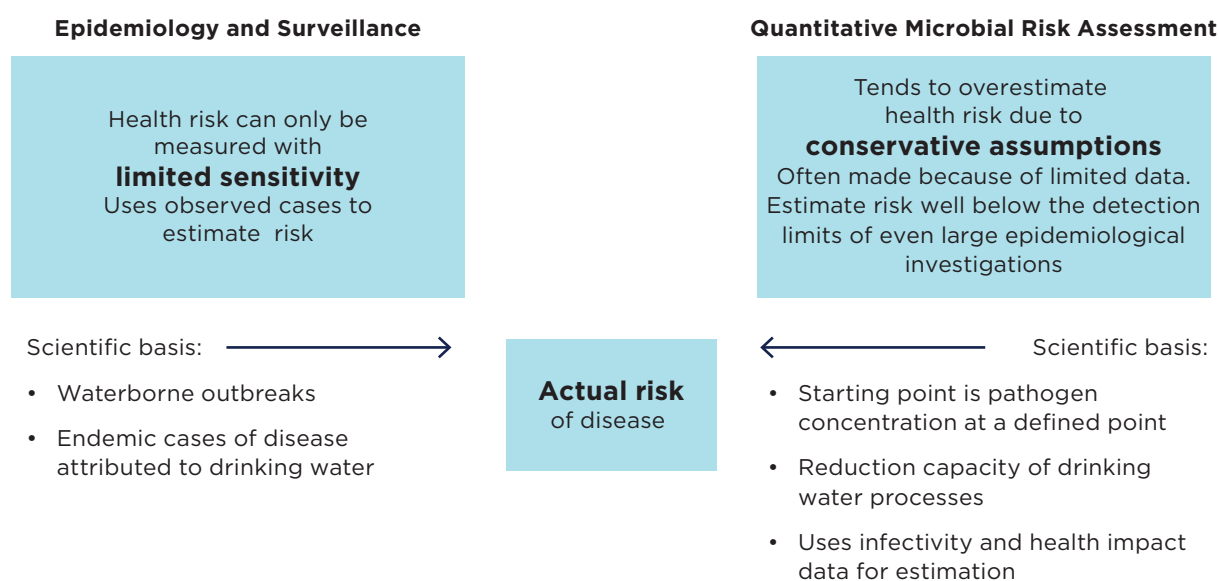 Epidemiology and Surveillance
Health risk can only be
measured with
limited sensitivity
Uses observed cases to
estimate risk
Scientific basis:
• Waterborne outbreaks
• Endemic cases of disease
attributed to drinking water
Actual risk
of disease
Quantitative Microbial Risk Assessment
Tends to overestimate
health risk due to
conservative assumptions
Often made because of limited data.
Estimate risk well below the detection
limits of even large epidemiological
investigations
Scientific basis:
• Starting point is pathogen
concentration at a defined point
• Reduction capacity of drinking
water processes
• Uses infectivity and health impact
data for estimation